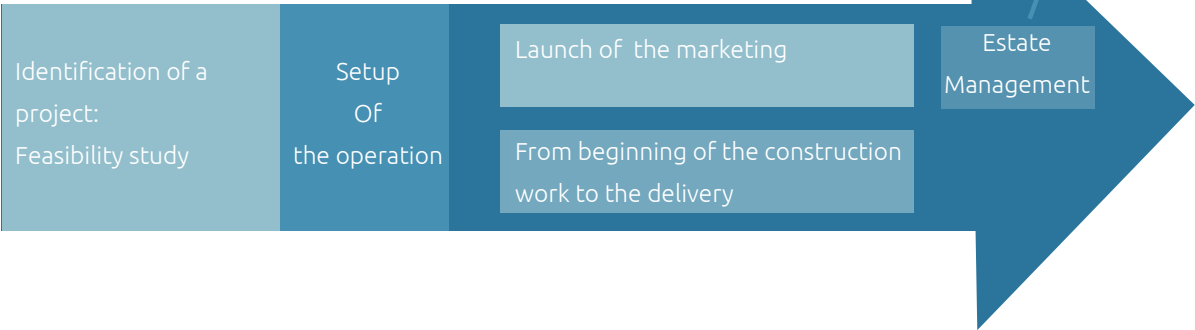 Identification of a
project:
Feasibility study
Setup
Of
the operation
Launch of  the marketing
From beginning of the construction
work to the delivery
Estate
Management